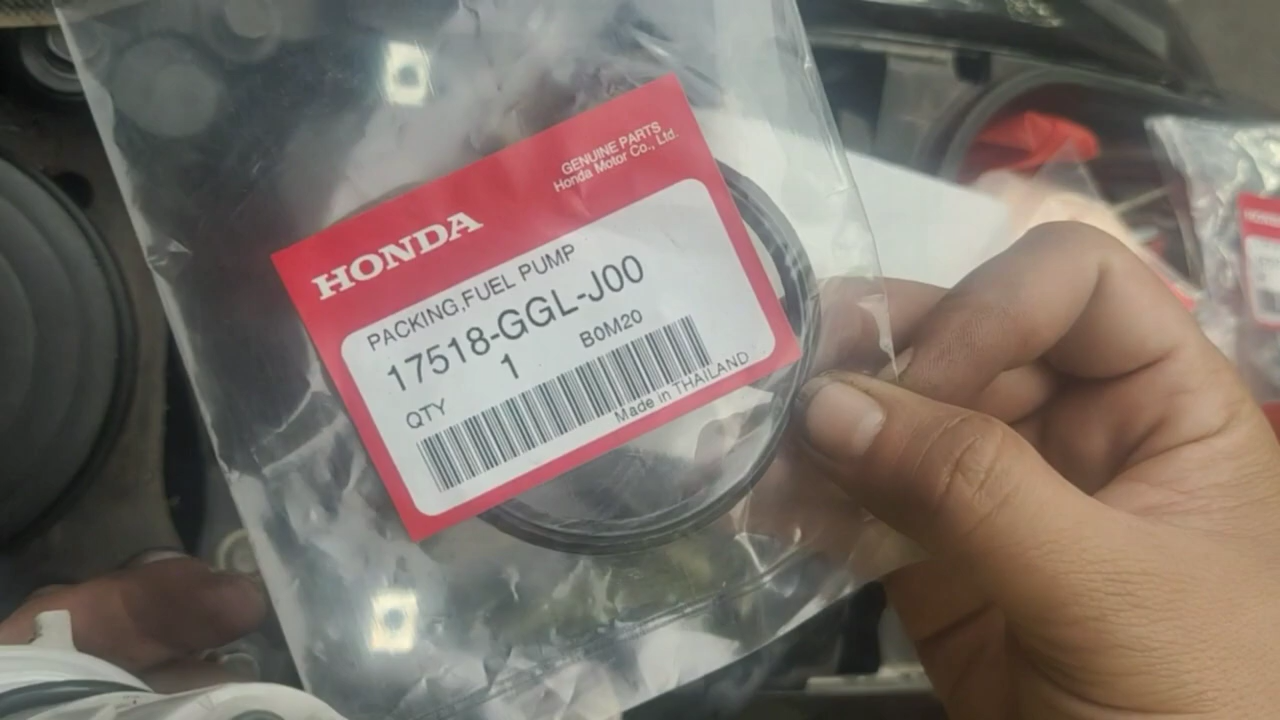 GENUINE PARTS
Honda Motor Co., Ltd.
HONDA
PACKING,FUEL PUMP
17518-GGL-J00
1 B0M20
QTY
Made in THAILAND